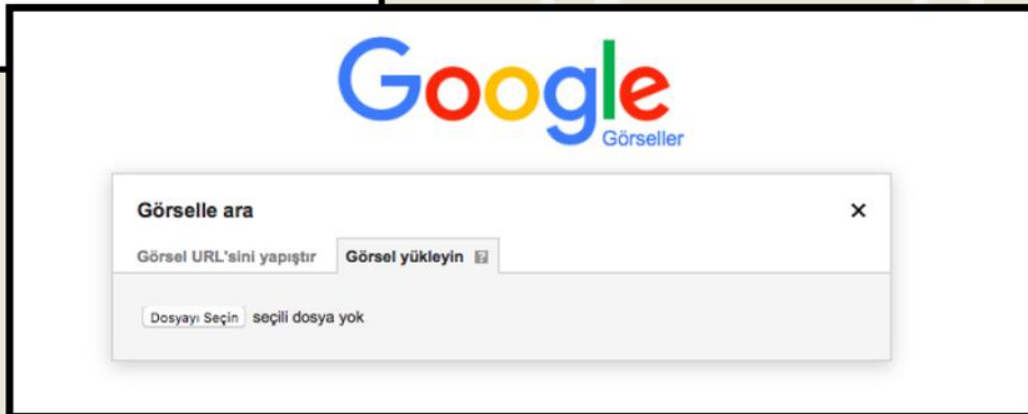 Google
Görseller
Görselle ara
×
Görsel URL'sini yapıştır Görsel yükleyin ?
Dosyayı Seçin seçili dosya yok